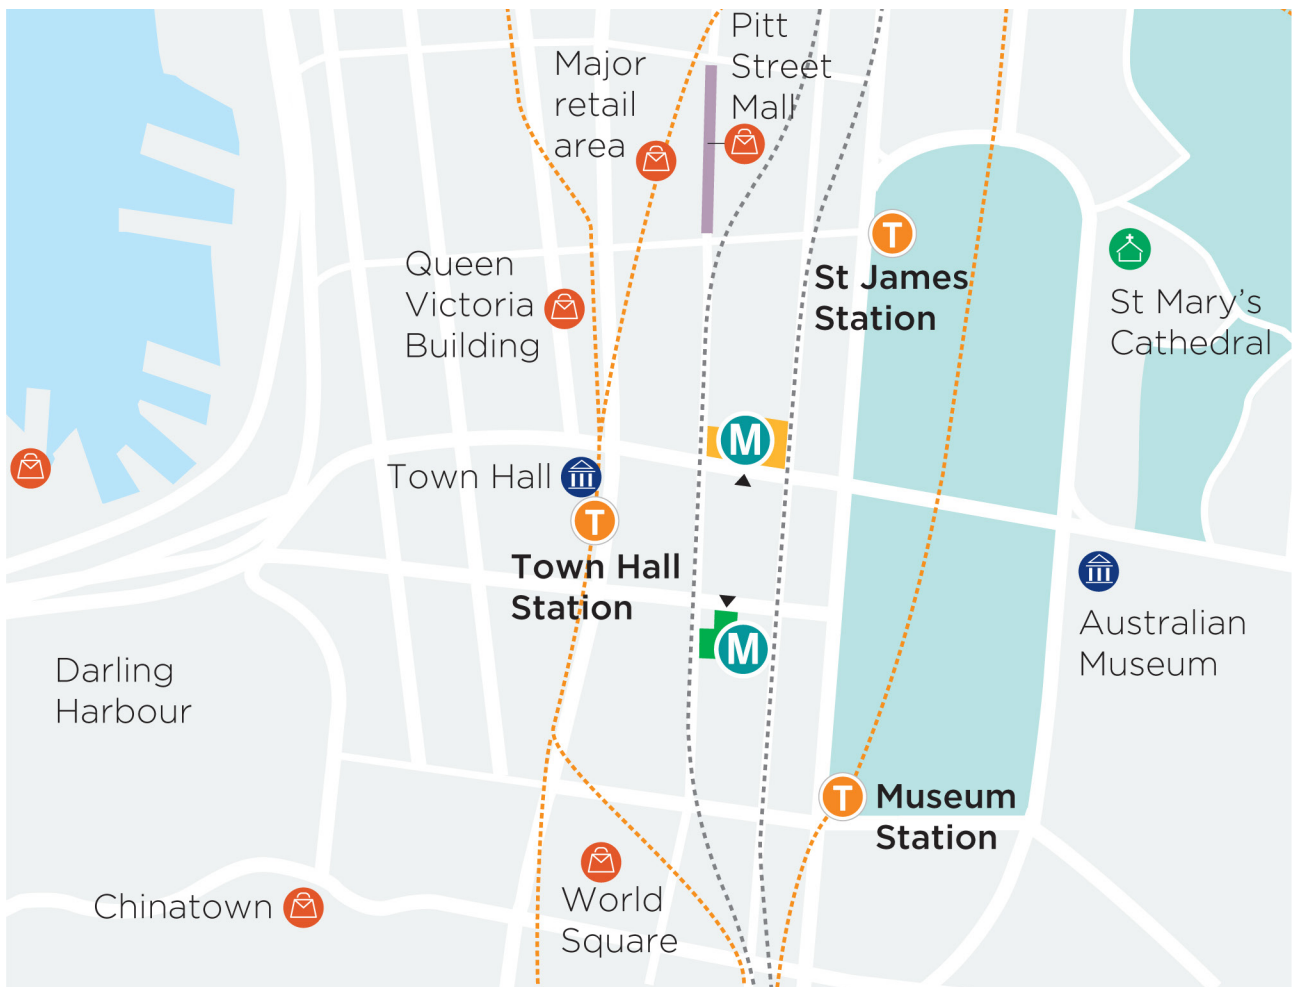 Pitt
Street
Mall
Major
retail
area
T
St James
Station
Queen
Victoria
Building
St Mary's
Cathedral
M
Town Hall
T
Town Hall
Station
M
Australian
Museum
Darling
Harbour
T
Museum
Station
World
Square
Chinatown